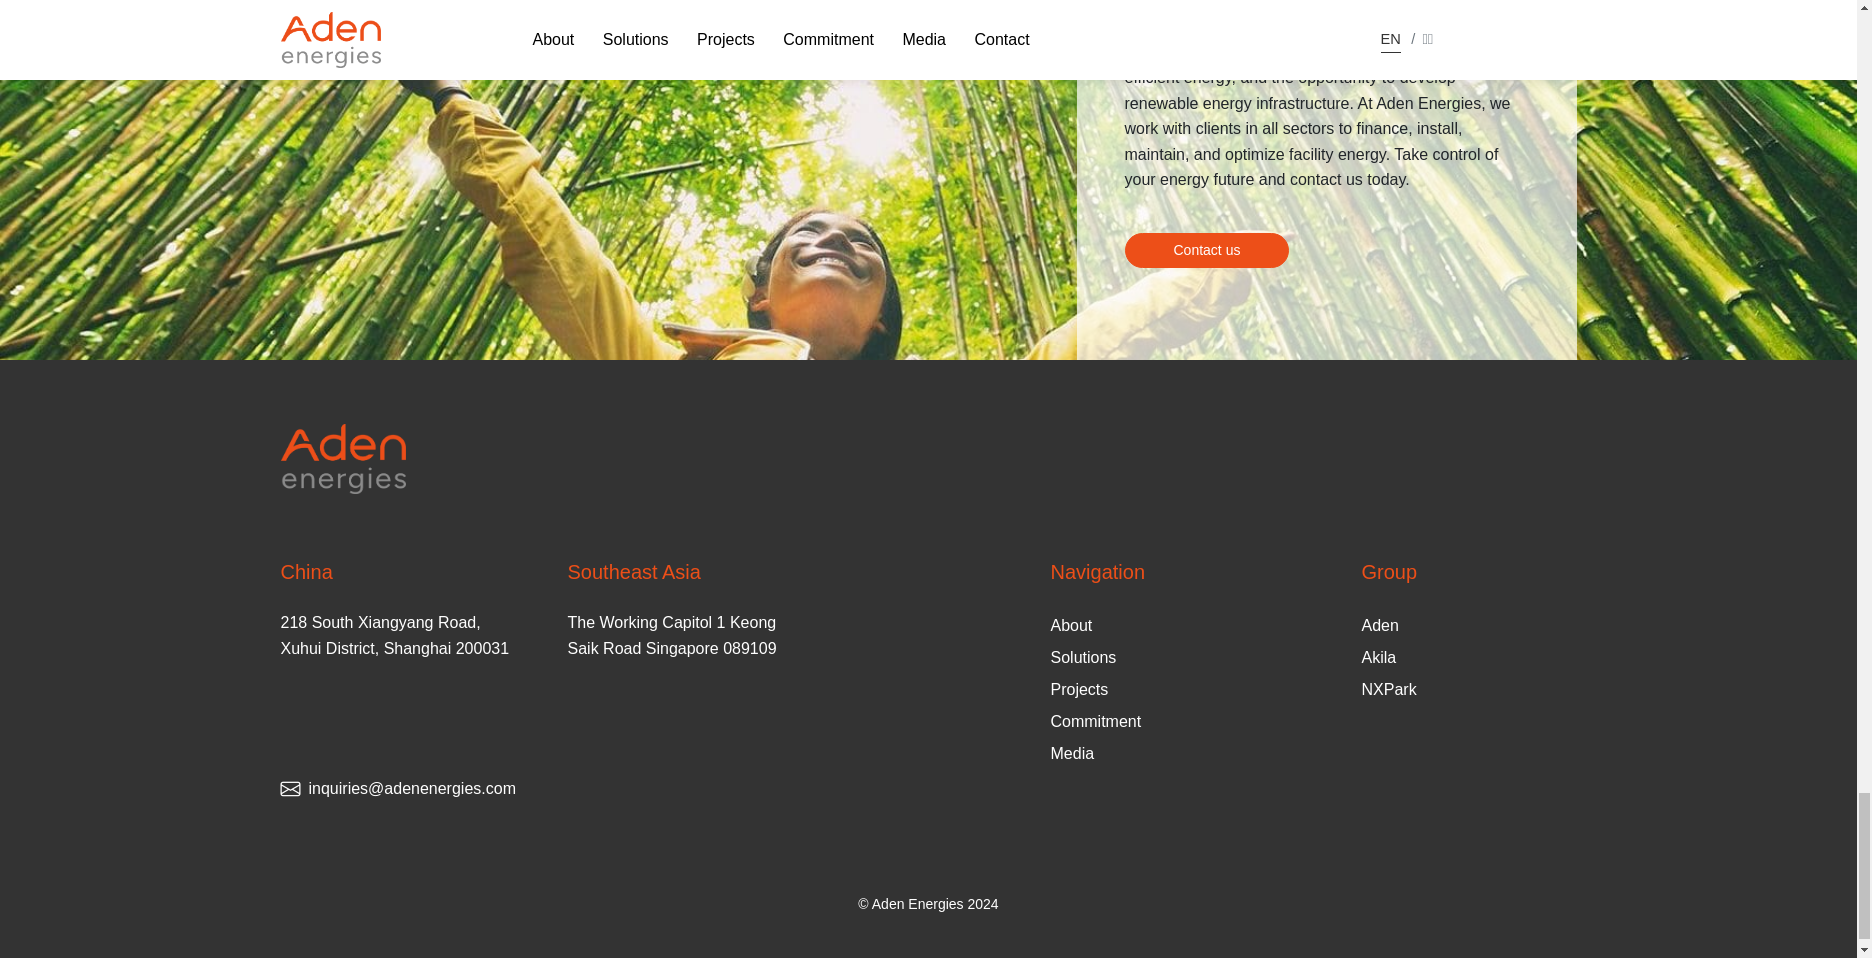 Aden
energies
About
Solutions
Projects
Commitment
Media
Contact
EN /
efficient energy, and the opportunity to develop
renewable energy infrastructure. At Aden Energies, we
work with clients in all sectors to finance, install,
maintain, and optimize facility energy. Take control of
your energy future and contact us today.
Contact us
Aden
energies
China
218 South Xiangyang Road,
Xuhui District, Shanghai 200031
Southeast Asia
The Working Capitol 1 Keong
Saik Road Singapore 089109
inquiries@adenenergies.com
Navigation
About
Solutions
Projects
Commitment
Media
Group
Aden
Akila
NXPark
© Aden Energies 2024